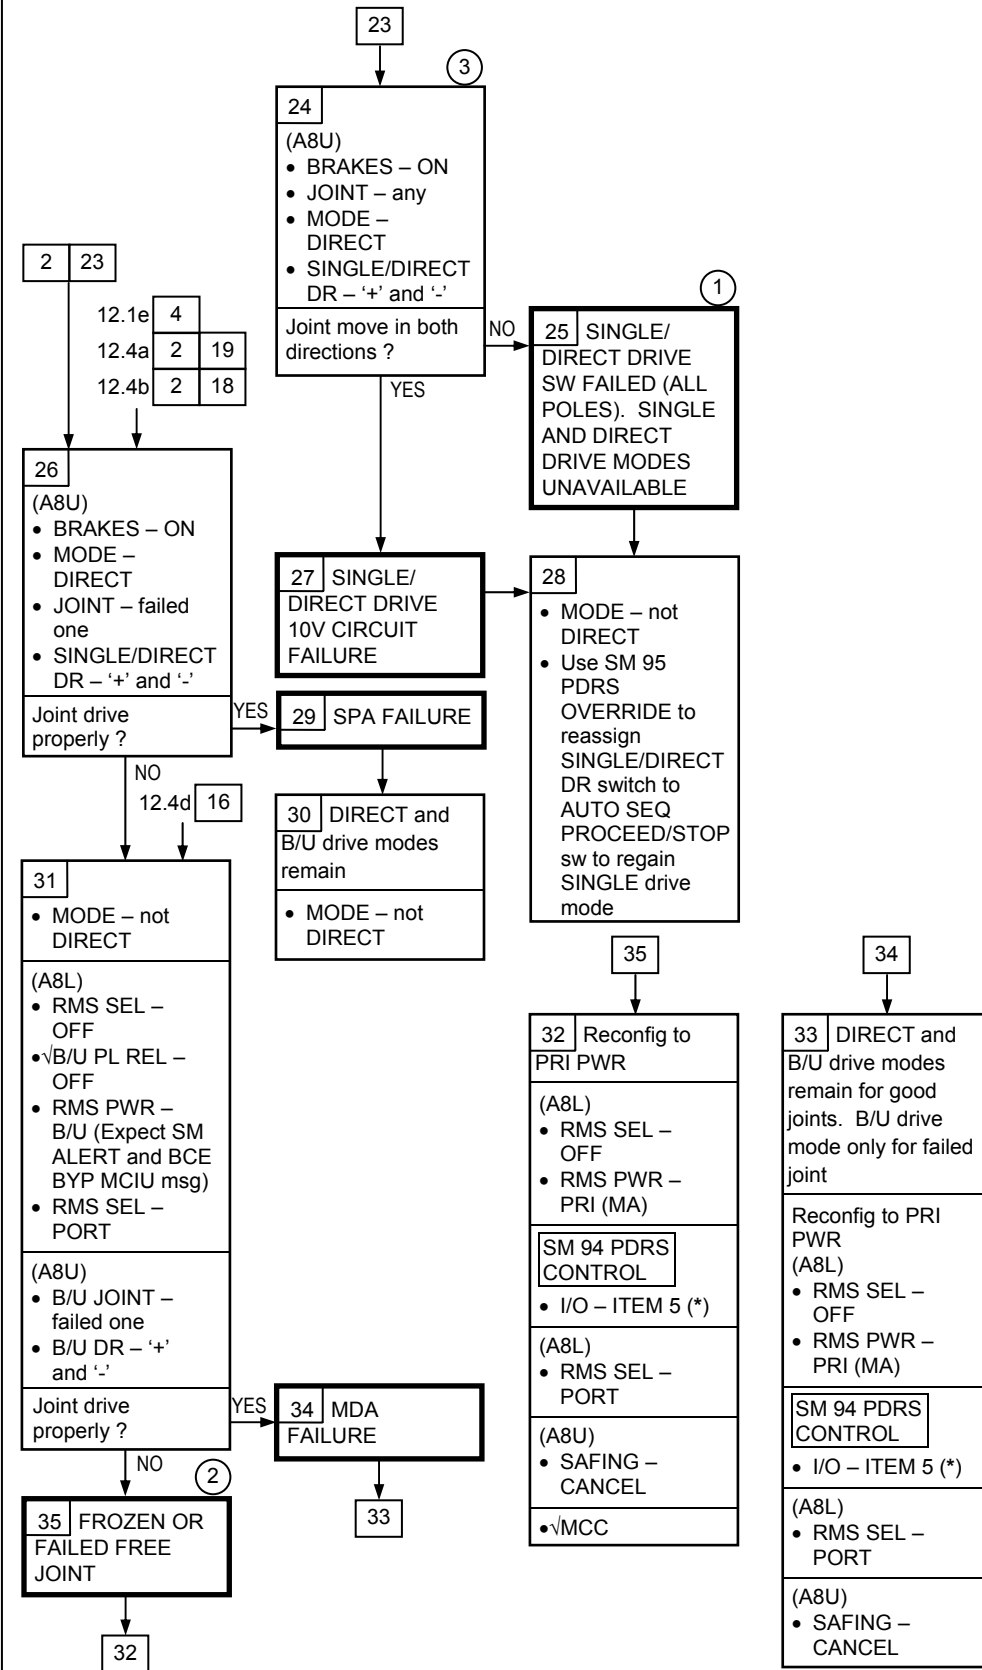 23
3
24
(A8U)
• BRAKES – ON
• JOINT – any
• MODE –
DIRECT
• SINGLE/DIRECT
DR – ‘+’ and ‘-’
Joint move in both
directions ?
NO
YES
1
25 SINGLE/
DIRECT DRIVE
SW FAILED (ALL
POLES). SINGLE
AND DIRECT
DRIVE MODES
UNAVAILABLE
2 23
12.1e 4
12.4a 2 19
12.4b 2 18
26
(A8U)
• BRAKES – ON
• MODE –
DIRECT
• JOINT – failed
one
• SINGLE/DIRECT
DR – ‘+’ and ‘-’
Joint drive
properly ?
YES
NO
27 SINGLE/
DIRECT DRIVE
10V CIRCUIT
FAILURE
28
• MODE – not
DIRECT
• Use SM 95
PDRS
OVERRIDE to
reassign
SINGLE/DIRECT
DR switch to
AUTO SEQ
PROCEED/STOP
sw to regain
SINGLE drive
mode
29 SPA FAILURE
30 DIRECT and
B/U drive modes
remain
• MODE – not
DIRECT
12.4d 16
31
• MODE – not
DIRECT
(A8L)
• RMS SEL –
OFF
•√B/U PL REL –
OFF
• RMS PWR –
B/U (Expect SM
ALERT and BCE
BYP MCIU msg)
• RMS SEL –
PORT
(A8U)
• B/U JOINT –
failed one
• B/U DR – ‘+’
and ‘-’
Joint drive
properly ?
YES
NO
34 MDA
FAILURE
33
2
35 FROZEN OR
FAILED FREE
JOINT
32
35
32 Reconfig to
PRI PWR
(A8L)
• RMS SEL –
OFF
• RMS PWR –
PRI (MA)
SM 94 PDRS
CONTROL
• I/O – ITEM 5 (*)
(A8L)
• RMS SEL –
PORT
(A8U)
• SAFING –
CANCEL
•√MCC
34
33 DIRECT and
B/U drive modes
remain for good
joints. B/U drive
mode only for failed
joint
Reconfig to PRI
PWR
(A8L)
• RMS SEL –
OFF
• RMS PWR –
PRI (MA)
SM 94 PDRS
CONTROL
• I/O – ITEM 5 (*)
(A8L)
• RMS SEL –
PORT
(A8U)
• SAFING –
CANCEL